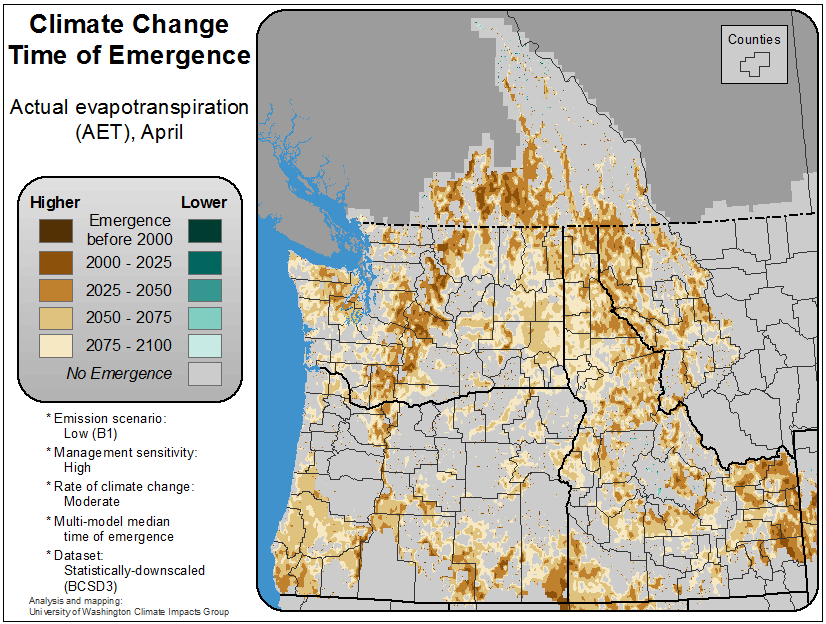 Climate Change
Time of Emergence
Actual evapotranspiration
(AET), April
Higher
Lower
Emergence
before 2000
2000 - 2025
2025 - 2050
2050 - 2075
2075 - 2100
No Emergence
* Emission scenario:
Low (B1)
* Management sensitivity:
High
* Rate of climate change:
Moderate
* Multi-model median
time of emergence
* Dataset:
Statistically-downscaled
(BCSD3)
Analysis and mapping:
University of Washington Climate Impacts Group
Counties